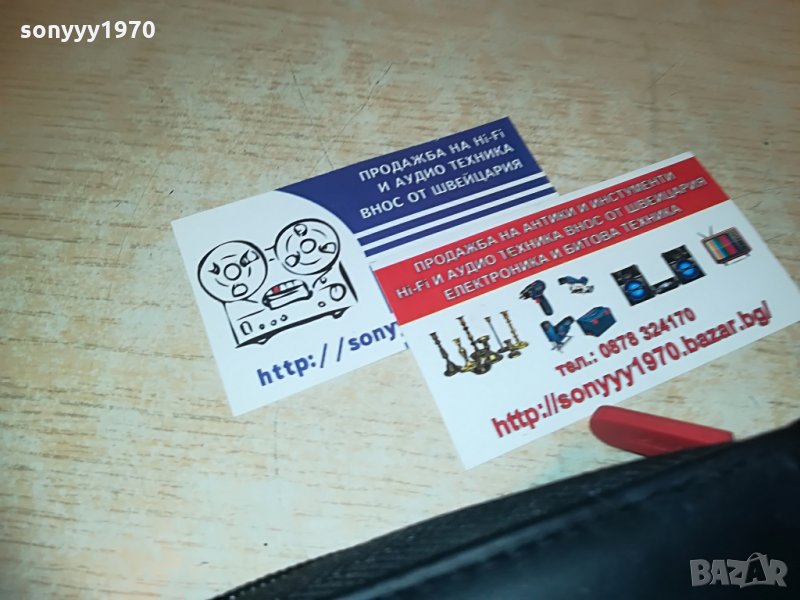 sonyyy1970
ПРОДАЖБА НА Hi-Fi
И АУДИО ТЕХНИКА
ВНОС ОТ ШВЕЙЦАРИЯ
http://sony
ПРОДАЖБА НА АНТИКИ И ИНСТУМЕНТИ
Hi-Fi И АУДИО ТЕХНИКА ВНОС ОТ ШВЕЙЦАРИЯ
ЕЛЕКТРОНИКА И БИТОВА ТЕХНИКА
тел.: 0878 324170
http://sonyyy1970.bazar.bg/
BAZAR